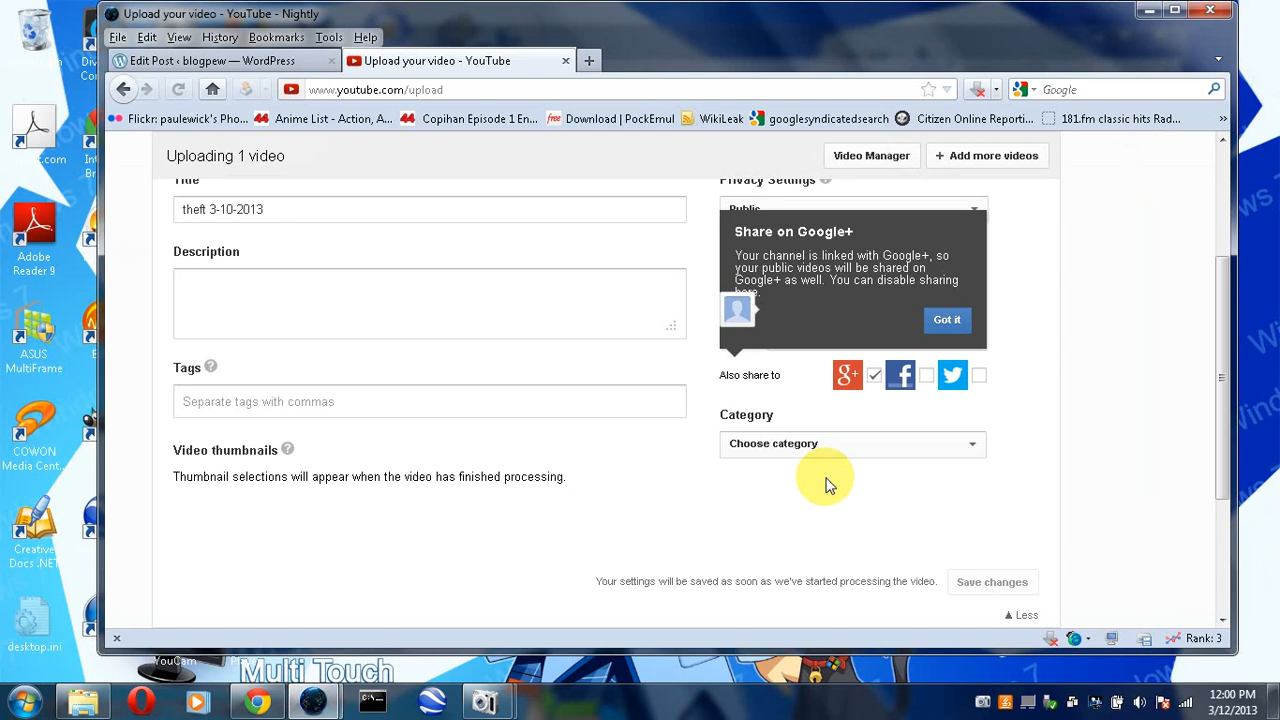 Upload your video - YouTube - Nightly
File Edit View History Bookmarks Tools Help
Edit Post ‹ blogpew — WordPress × Upload your video - YouTube ×
www.youtube.com/upload Google
Flickr: paulewick's Pho... Anime List - Action, A... Copihan Episode 1 En... free Download | PockEmul WikiLeak googlesyndicatedsearch Citizen Online Reporti... 181.fm classic hits Rad... »
Uploading 1 video Video Manager + Add more videos
Title Privacy Settings
theft 3-10-2013 Public
Share on Google+
Description
Your channel is linked with Google+, so
your public videos will be shared on
Google+ as well. You can disable sharing
here.
Got it
Tags ?
Also share to g+ f
Separate tags with commas
Category
Choose category
Video thumbnails ?
Thumbnail selections will appear when the video has finished processing.
Your settings will be saved as soon as we've started processing the video. Save changes
Less
× Rank: 3
Adobe
Reader 9
ASUS
MultiFrame
COWON
Media Cent...
Creative
Docs .NET
desktop.ini
YouCam
Multi Touch
12:00 PM
3/12/2013